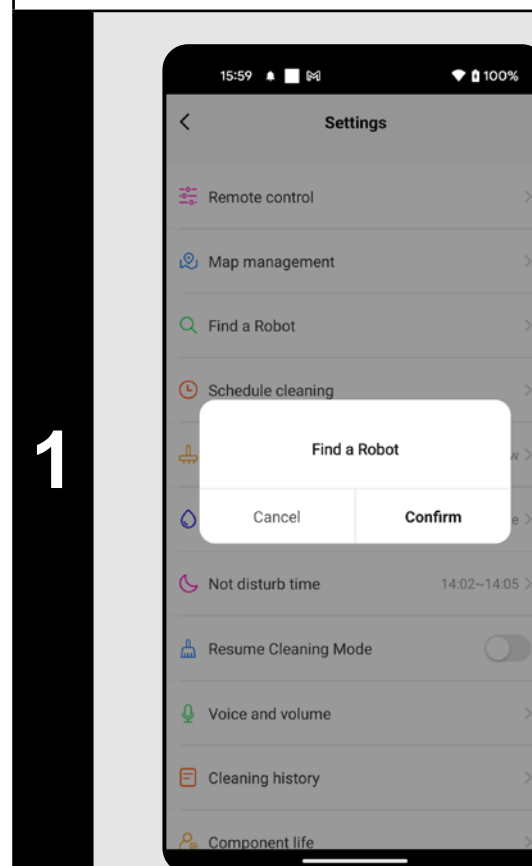 1
15:59 100%
Settings
Remote control
Map management
Find a Robot
Schedule cleaning
Find a Robot
w
Cancel Confirm
e
Not disturb time 14:02~14:05
Resume Cleaning Mode
Voice and volume
Cleaning history
Component life